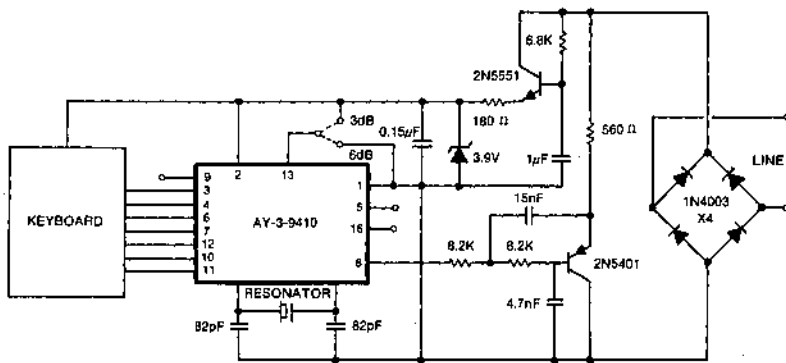 6.8K
2N5551
3dB
180 Ω
560 Ω
0.15µF
6dB
3.9V
1µF
LINE
9
2
13
1
3
4
5
15nF
1N4003
X4
KEYBOARD
6
AY-3-9410
7
16
12
10
8
8.2K
8.2K
2N5401
11
RESONATOR
4.7nF
82pF
82pF